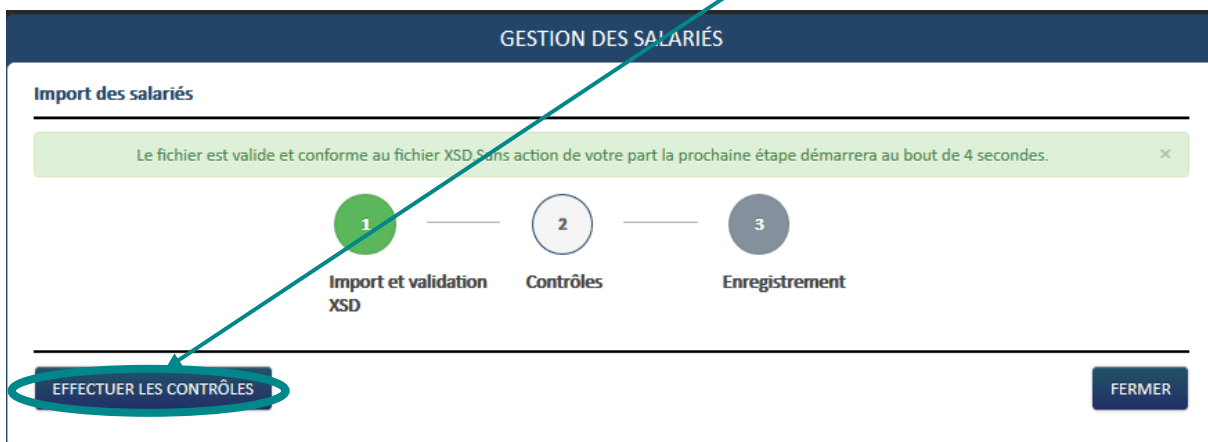 GESTION DES SALARIÉS
Import des salariés
Le fichier est valide et conforme au fichier XSD.Sans action de votre part la prochaine étape démarrera au bout de 4 secondes. ×
1 2 3
Import et validation XSD
Contrôles
Enregistrement
EFFECTUER LES CONTRÔLES
FERMER